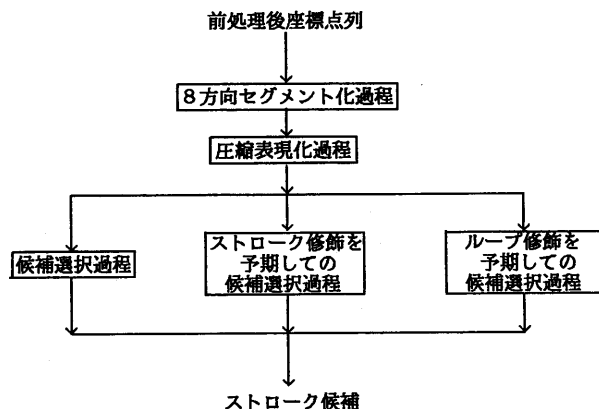 前処理後座標点列
8方向セグメント化過程
圧縮表現化過程
候補選択過程
ストローク修飾を
予期しての
候補選択過程
ループ修飾を
予期しての
候補選択過程
ストローク候補